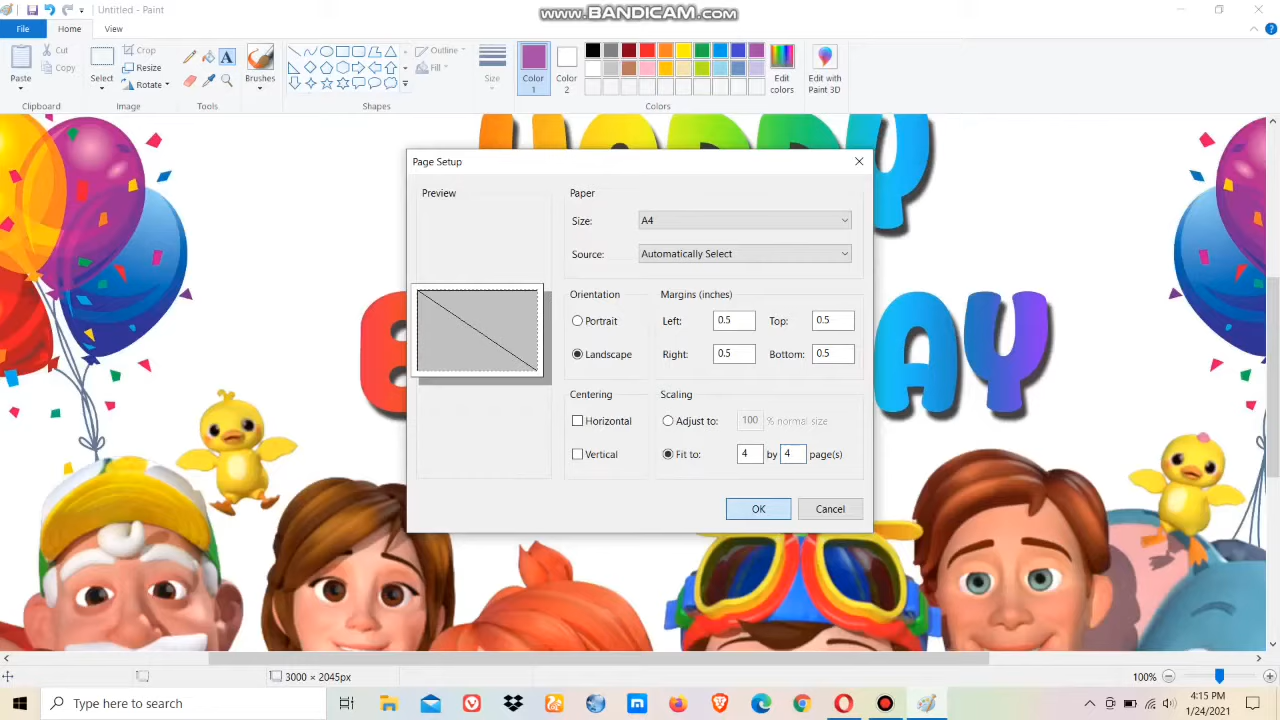 www.BANDICAM.com
Untitled - Paint
File Home View
Paste
Cut
Copy
Clipboard
Select
Crop
Resize
Rotate
Image
A
Tools
Brushes
Outline
Fill
Shapes
Size
Color 1
Color 2
Edit colors
Colors
Edit with Paint 3D
HAPPY
BIRTHDAY
Page Setup
Preview
Paper
Size: A4
Source: Automatically Select
Orientation
Portrait
Landscape
Margins (inches)
Left: 0.5 Top: 0.5
Right: 0.5 Bottom: 0.5
Centering
Horizontal
Vertical
Scaling
Adjust to: 100 % normal size
Fit to: 4 by 4 page(s)
OK Cancel
3000 × 2045px
100%
Type here to search
4:15 PM
1/24/2021